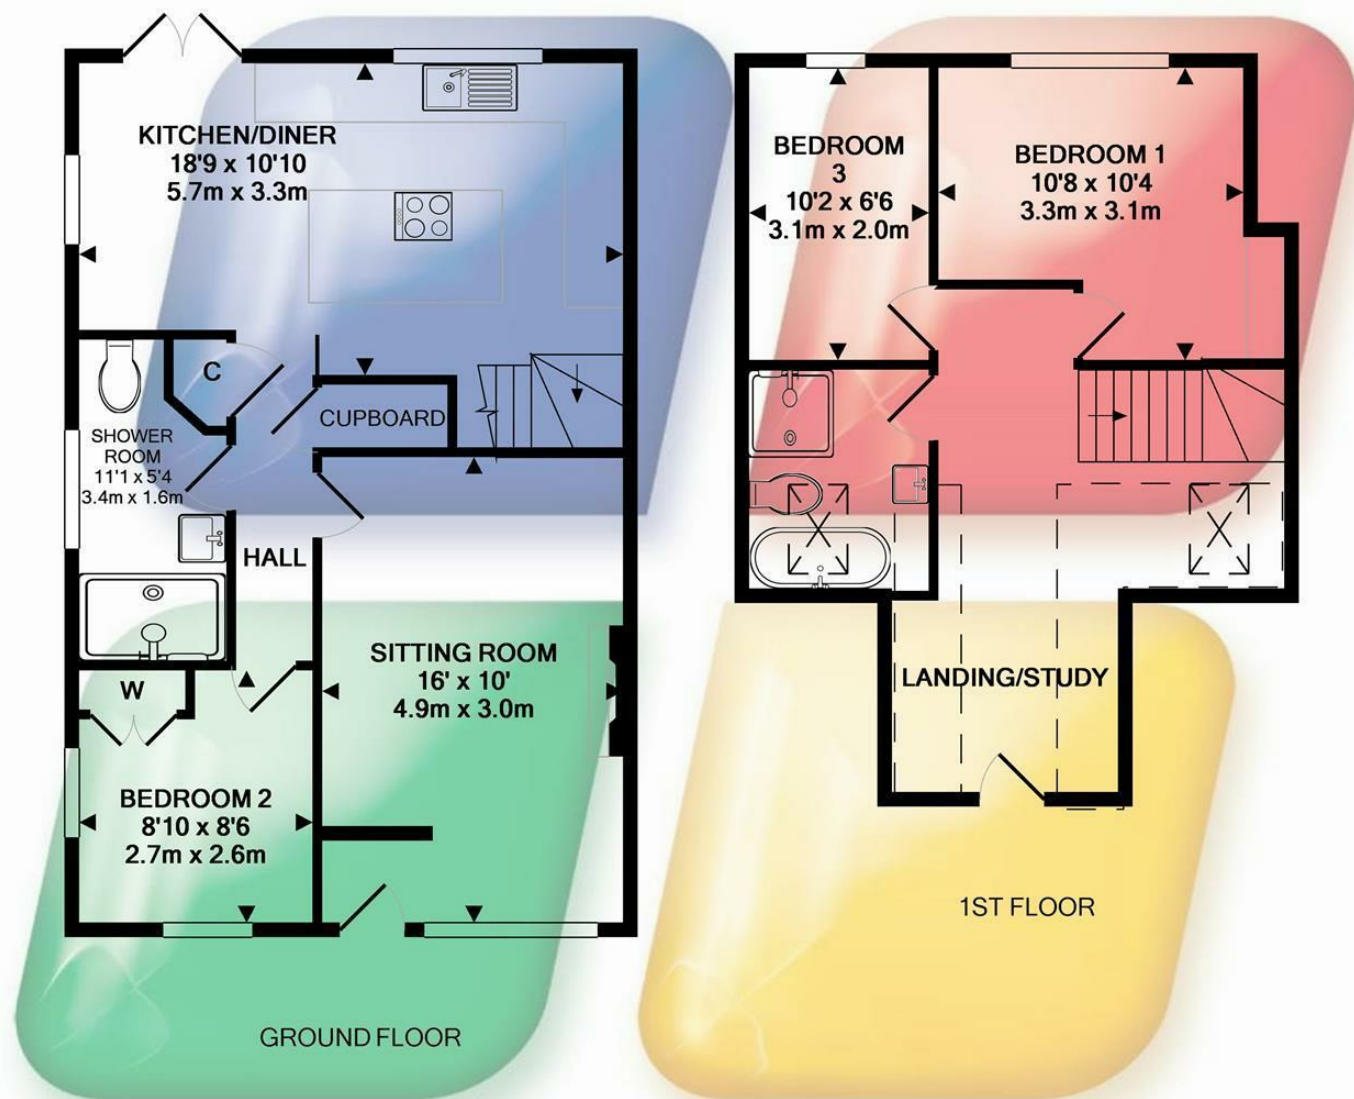 KITCHEN/DINER
18'9 x 10'10
5.7m x 3.3m
C
CUPBOARD
SHOWER
ROOM
11'1 x 5'4
3.4m x 1.6m
HALL
SITTING ROOM
16' x 10'
4.9m x 3.0m
W
BEDROOM 2
8'10 x 8'6
2.7m x 2.6m
GROUND FLOOR
BEDROOM
3
10'2 x 6'6
3.1m x 2.0m
BEDROOM 1
10'8 x 10'4
3.3m x 3.1m
LANDING/STUDY
1ST FLOOR